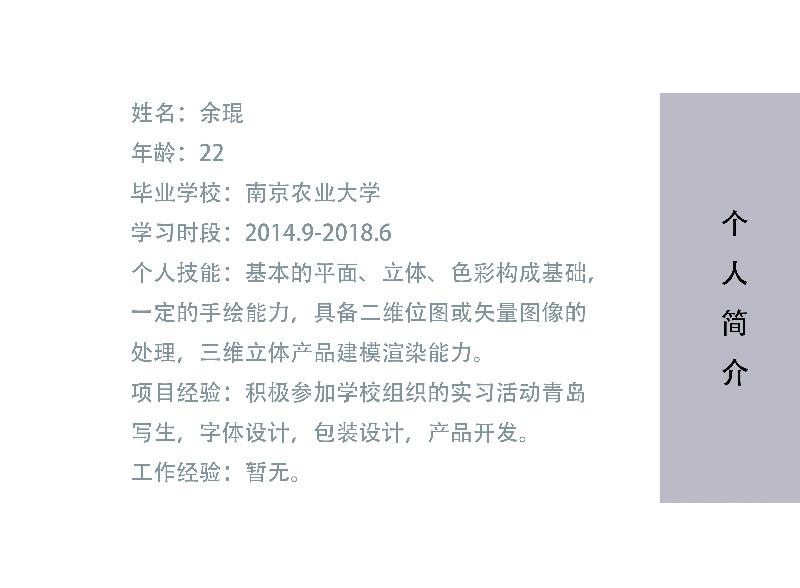 姓名：余琨
年龄：22
毕业学校：南京农业大学
学习时段：2014.9-2018.6
个人技能：基本的平面、立体、色彩构成基础，
一定的手绘能力，具备二维位图或矢量图像的
处理，三维立体产品建模渲染能力。
项目经验：积极参加学校组织的实习活动青岛
写生，字体设计，包装设计，产品开发。
工作经验：暂无。
个人简介